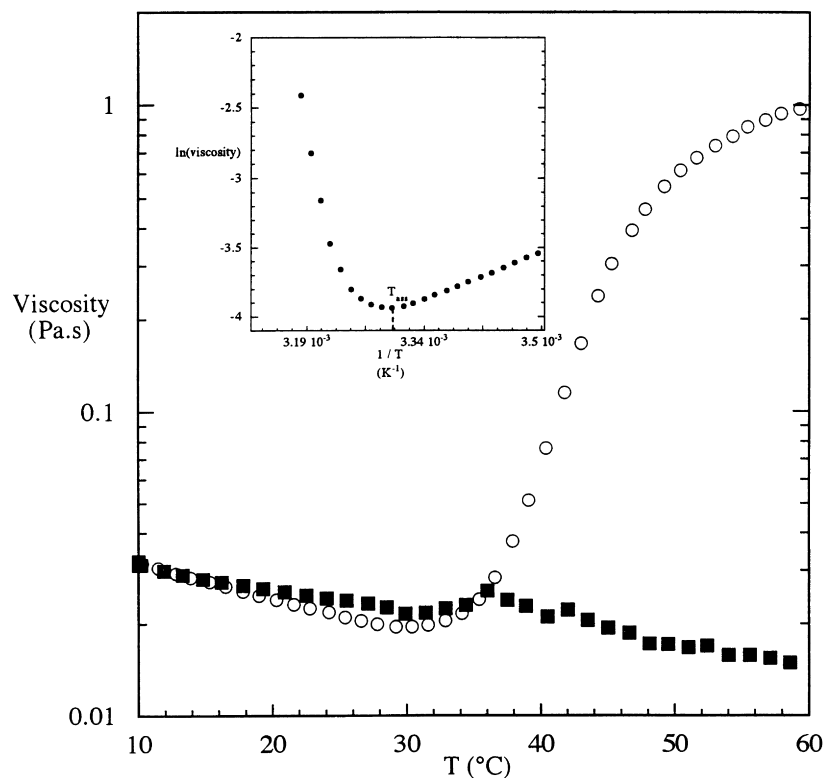 -2
-2.5
ln(viscosity)
-3
-3.5
-4
T_ass
3.19 10^-3
3.34 10^-3
3.5 10^-3
1 / T
(K^-1)
1
Viscosity
(Pa.s)
0.1
0.01
10
20
30
40
50
60
T (°C)